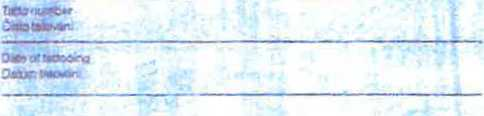 Tattoo number
Číslo tetování
Date of tattooing
Datum tetování